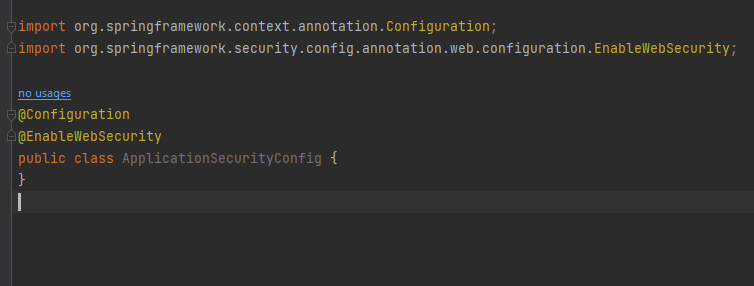 import org.springframework.context.annotation.Configuration;
import org.springframework.security.config.annotation.web.configuration.EnableWebSecurity;
no usages
@Configuration
@EnableWebSecurity
public class ApplicationSecurityConfig {
}